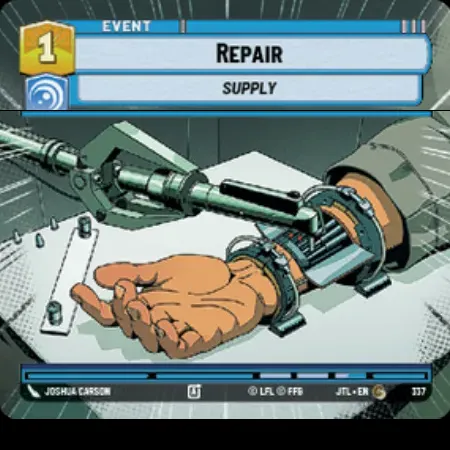 EVENT
1
REPAIR
SUPPLY
JOSHUA CARSON
A
© LFL © FFG
JTL • EN
337